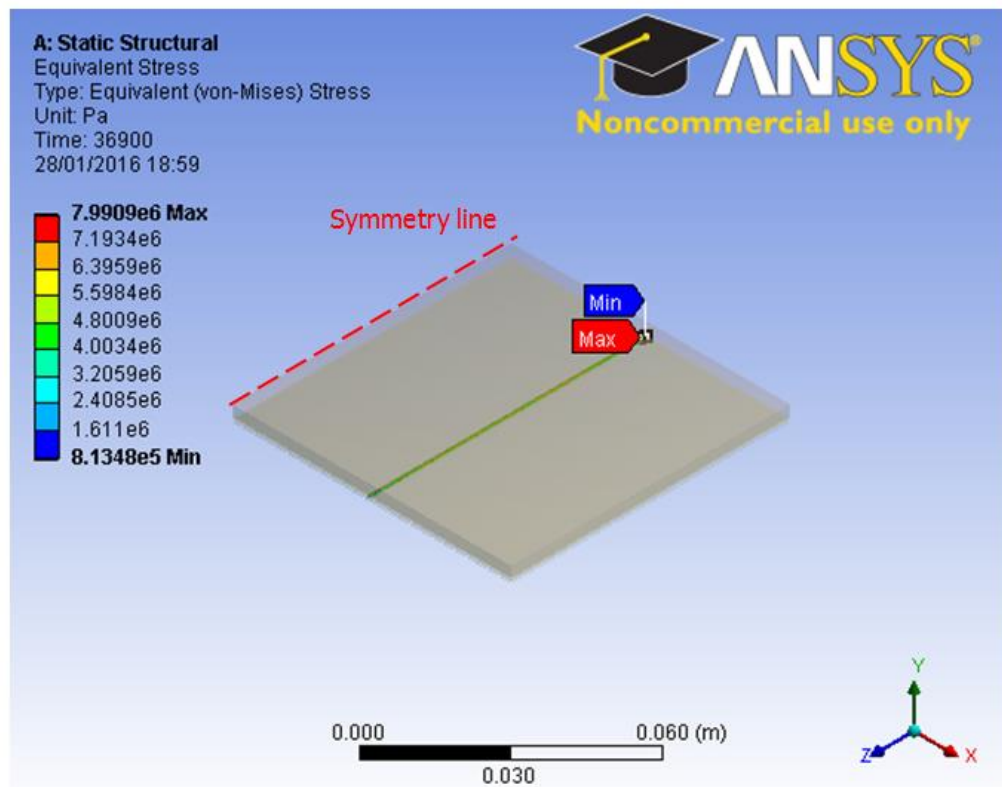 A: Static Structural
Equivalent Stress
Type: Equivalent (von-Mises) Stress
Unit: Pa
Time: 36900
28/01/2016 18:59
ANSYS®
Noncommercial use only
7.9909e6 Max
7.1934e6
6.3959e6
5.5984e6
4.8009e6
4.0034e6
3.2059e6
2.4085e6
1.611e6
8.1348e5 Min
Symmetry line
Min
Max
0.000 0.060 (m)
0.030
Y
Z X